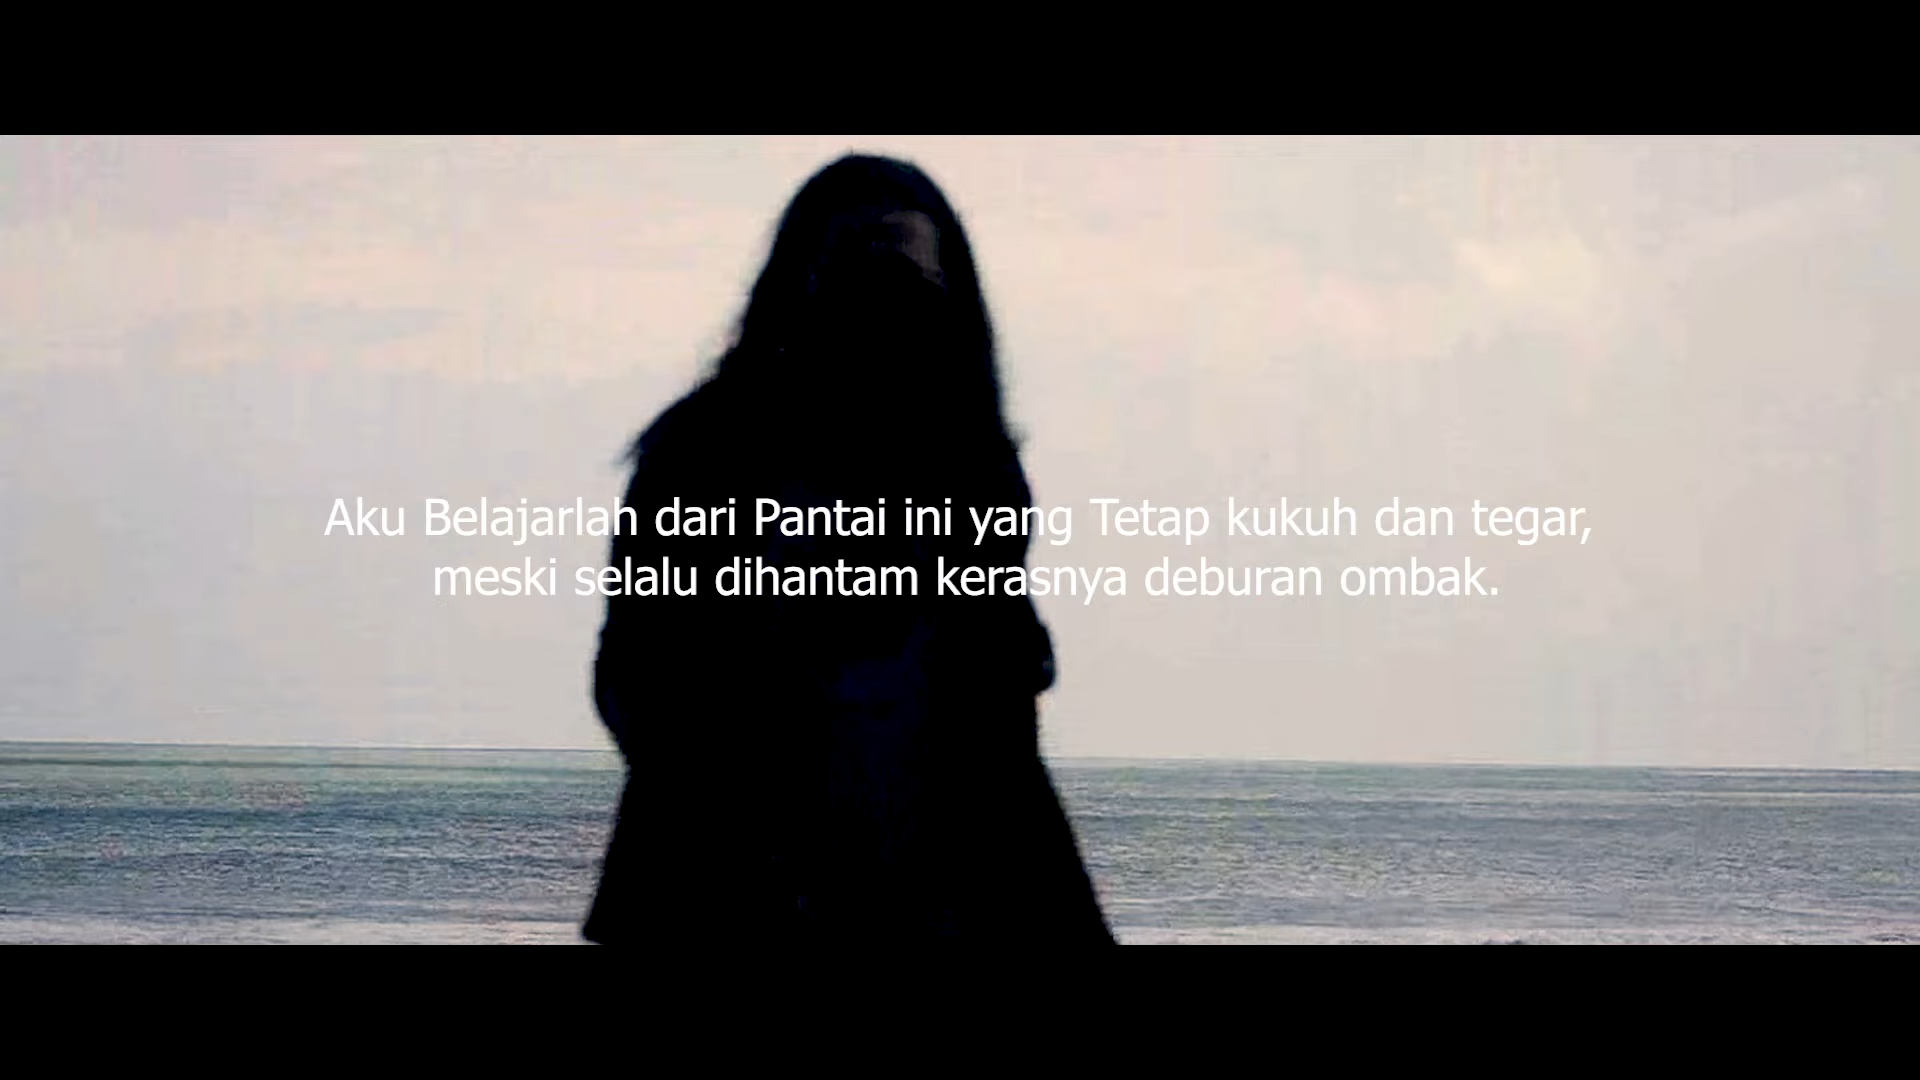 Aku Belajarlah dari Pantai ini yang Tetap kukuh dan tegar,
meski selalu dihantam kerasnya deburan ombak.